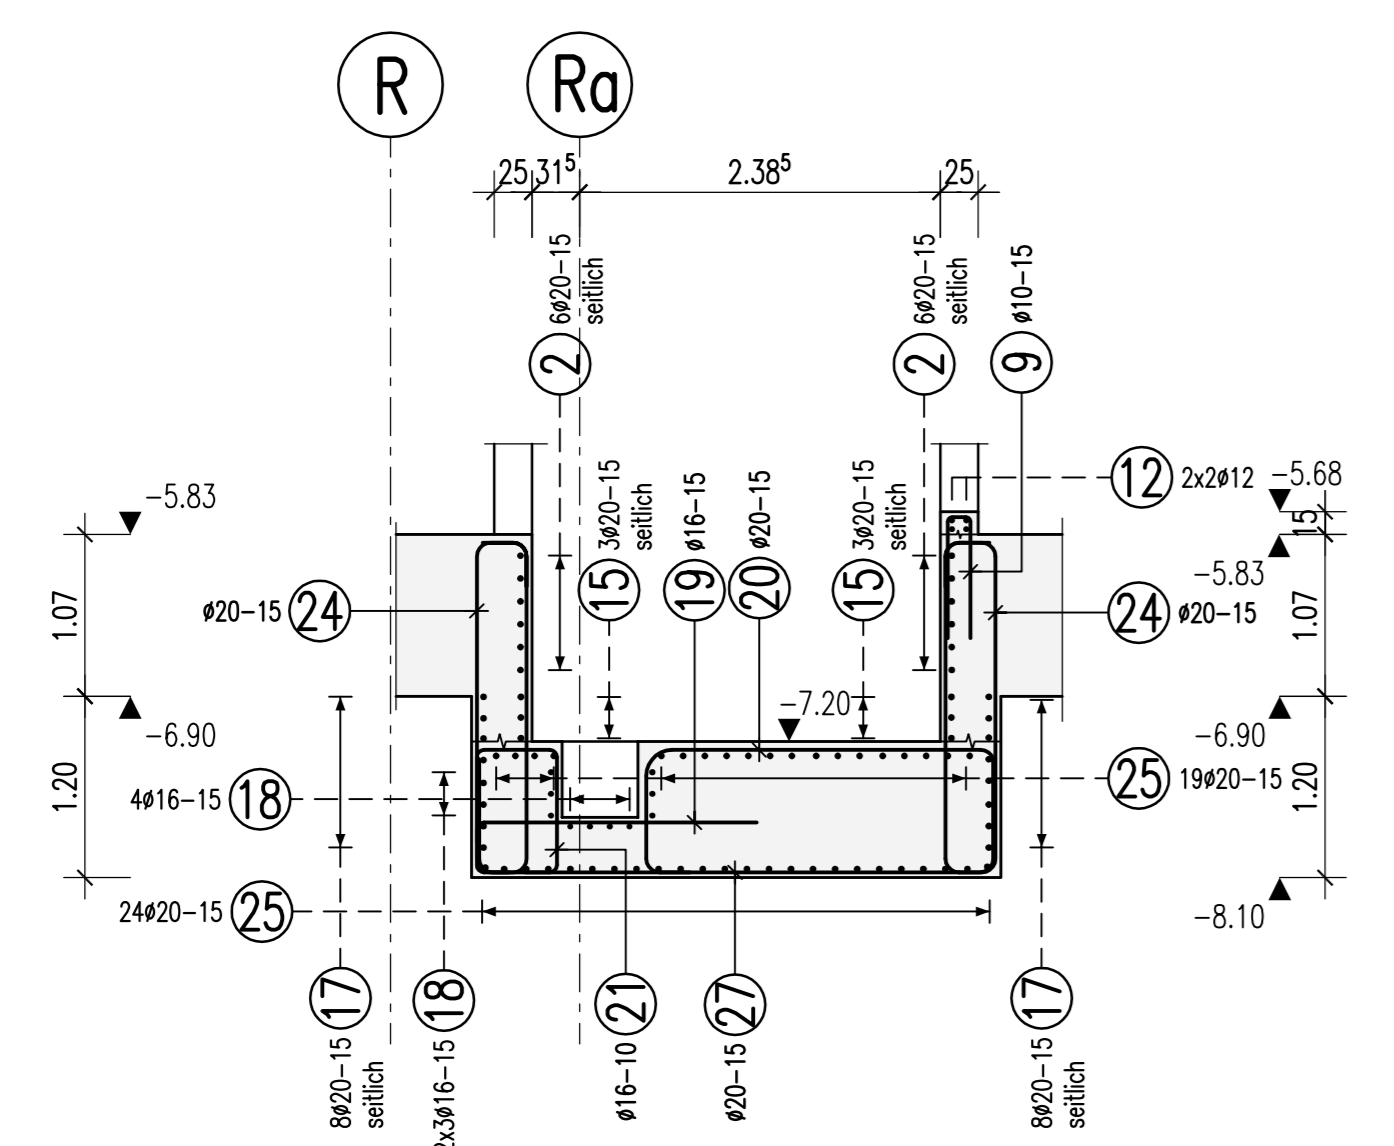 R
Ra
25
31⁵
2.38⁵
25
2
6ø20-15
seitlich
2
6ø20-15
seitlich
9
ø10-15
12
2x2ø12
-5.68
15
-5.83
-5.83
15
3ø20-15
seitlich
19
ø16-15
20
ø20-15
15
3ø20-15
seitlich
1.07
ø20-15
24
24
ø20-15
1.07
-7.20
-6.90
-6.90
1.20
4ø16-15
18
25
19ø20-15
1.20
24ø20-15
25
-8.10
17
8ø20-15
seitlich
18
2x3ø16-15
21
ø16-10
27
ø20-15
17
8ø20-15
seitlich